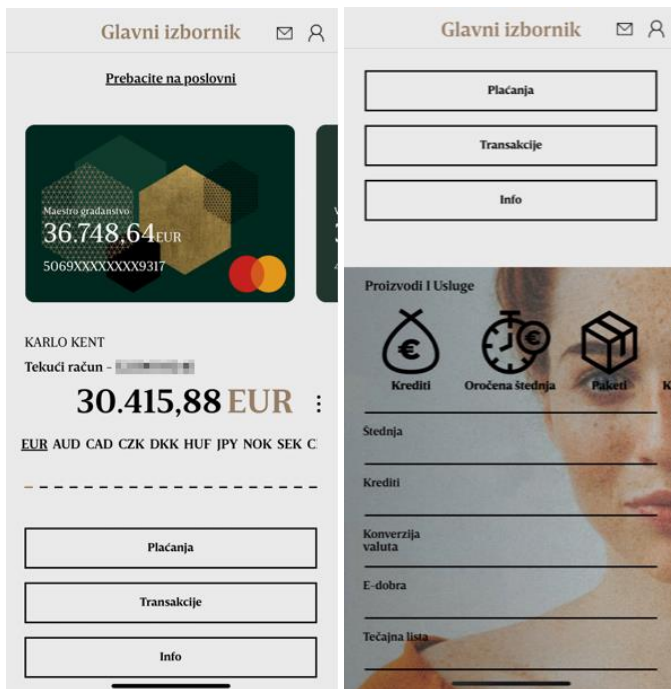 Glavni izbornik
Prebacite na poslovni
Maestro građanstvo
36.748,64EUR
5069XXXXXXXX9317
KARLO KENT
Tekući račun -
30.415,88 EUR
EUR AUD CAD CZK DKK HUF JPY NOK SEK C
Plaćanja
Transakcije
Info
Glavni izbornik
Plaćanja
Transakcije
Info
Proizvodi I Usluge
Krediti Oročena štednja Paketi K
Štednja
Krediti
Konverzija
valuta
E-dobra
Tečajna lista